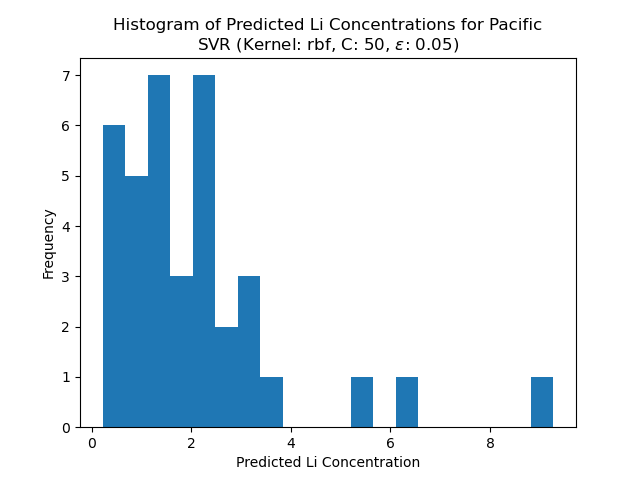 Histogram of Predicted Li Concentrations for Pacific
SVR (Kernel: rbf, C: 50, ε: 0.05)
7
6
5
4
3
2
1
0
Frequency
0 2 4 6 8
Predicted Li Concentration